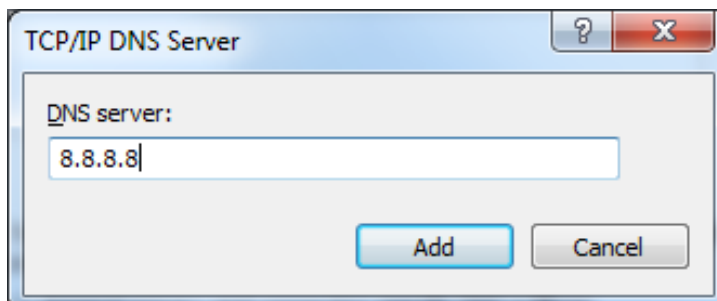 TCP/IP DNS Server
DNS server:
8.8.8.8
Add
Cancel